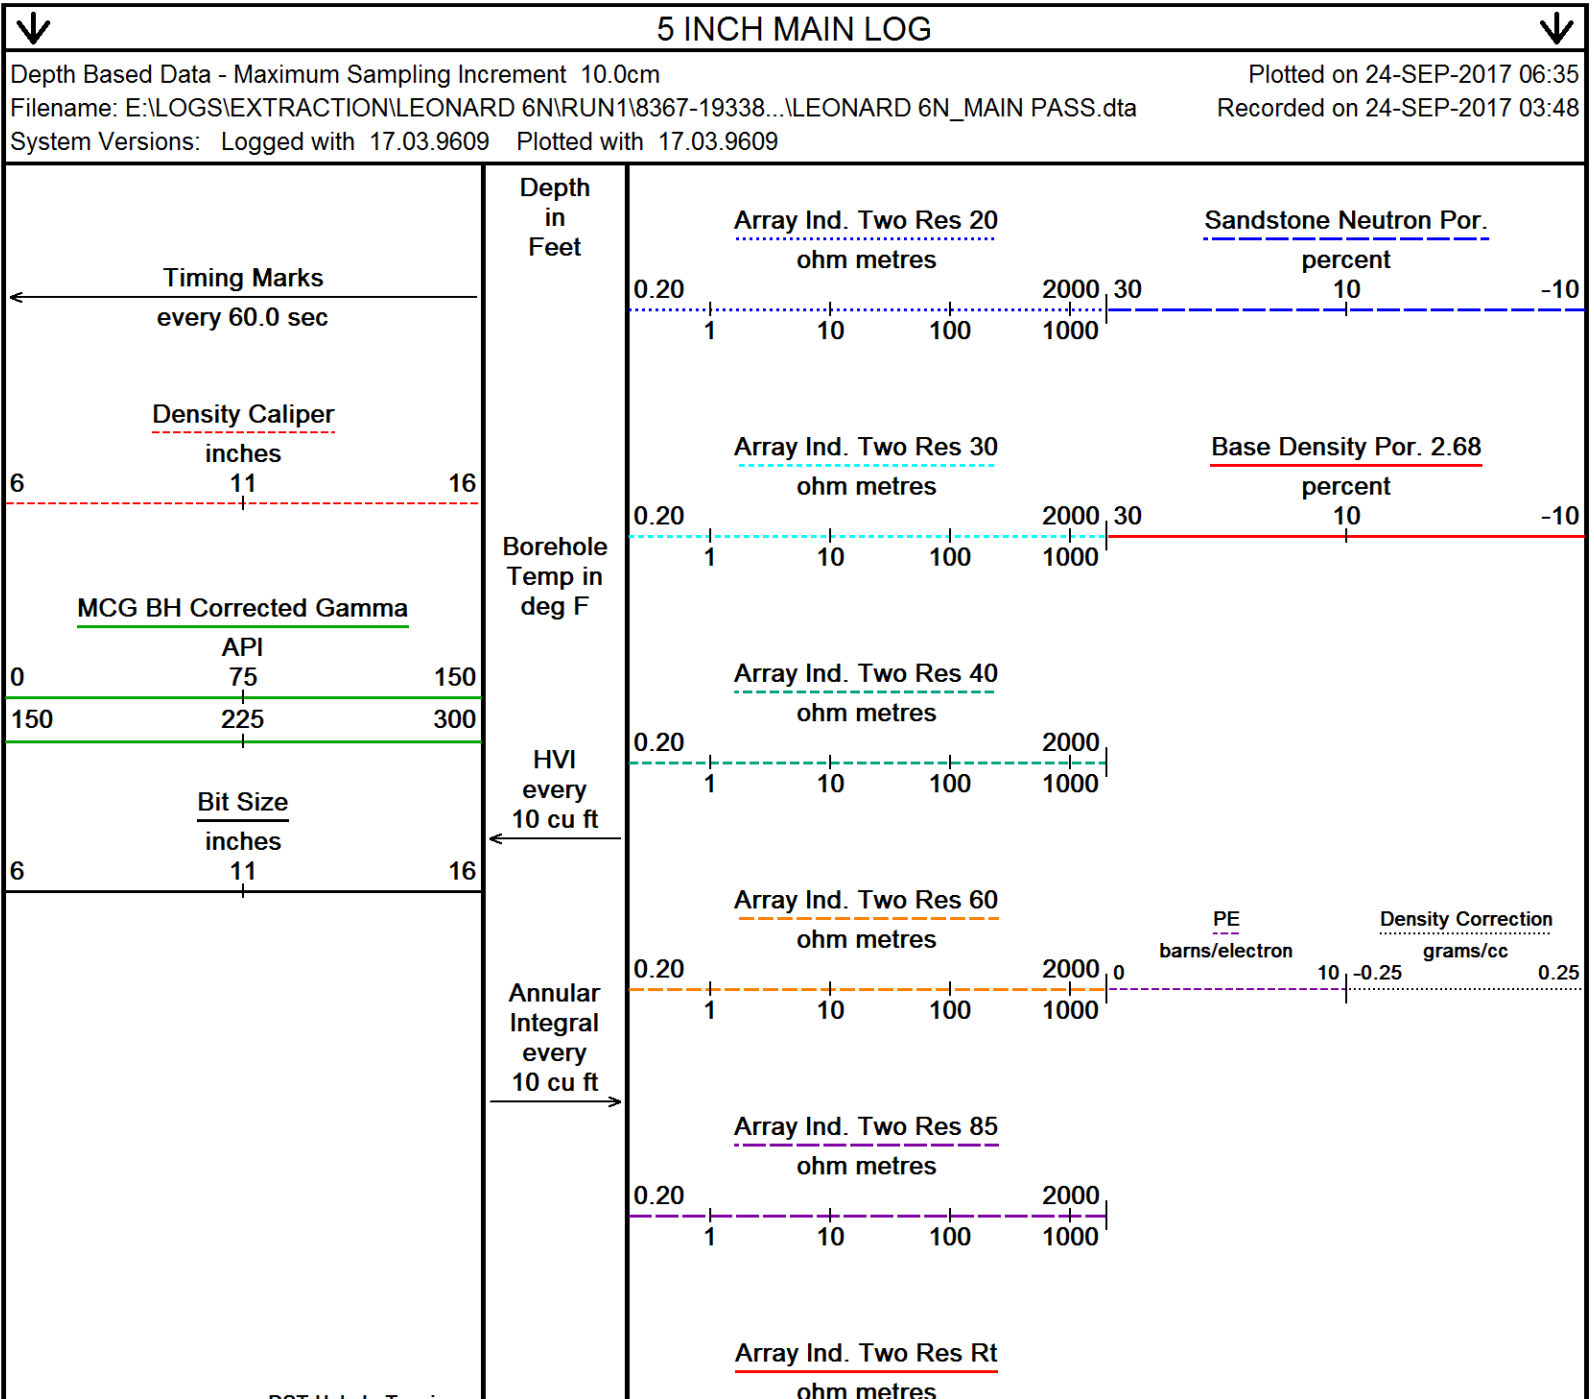 5 INCH MAIN LOG
Depth Based Data - Maximum Sampling Increment 10.0cm
Plotted on 24-SEP-2017 06:35
Filename: E:\LOGS\EXTRACTION\LEONARD 6N\RUN1\8367-19338...\LEONARD 6N_MAIN PASS.dta
Recorded on 24-SEP-2017 03:48
System Versions: Logged with 17.03.9609 Plotted with 17.03.9609
Timing Marks
every 60.0 sec
Density Caliper
inches
6 11 16
MCG BH Corrected Gamma
API
0 75 150
150 225 300
Bit Size
inches
6 11 16
Depth
in
Feet
Borehole
Temp in
deg F
HVI
every
10 cu ft
Annular
Integral
every
10 cu ft
Array Ind. Two Res 20
ohm metres
0.20 2000
1 10 100 1000
Array Ind. Two Res 30
ohm metres
0.20 2000
1 10 100 1000
Array Ind. Two Res 40
ohm metres
0.20 2000
1 10 100 1000
Array Ind. Two Res 60
ohm metres
0.20 2000
1 10 100 1000
Array Ind. Two Res 85
ohm metres
0.20 2000
1 10 100 1000
Array Ind. Two Res Rt
ohm metres
Sandstone Neutron Por.
percent
30 10 -10
Base Density Por. 2.68
percent
30 10 -10
PE
barns/electron
0 10
Density Correction
grams/cc
-0.25 0.25